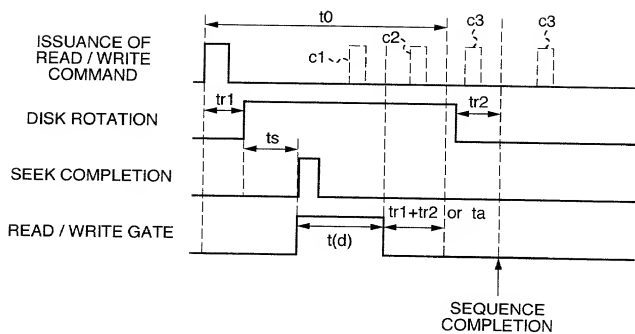 t0
ISSUANCE OF
READ / WRITE
COMMAND
c1
c2
c3
c3
tr1
tr2
DISK ROTATION
ts
SEEK COMPLETION
tr1+tr2 or ta
READ / WRITE GATE
t(d)
SEQUENCE
COMPLETION